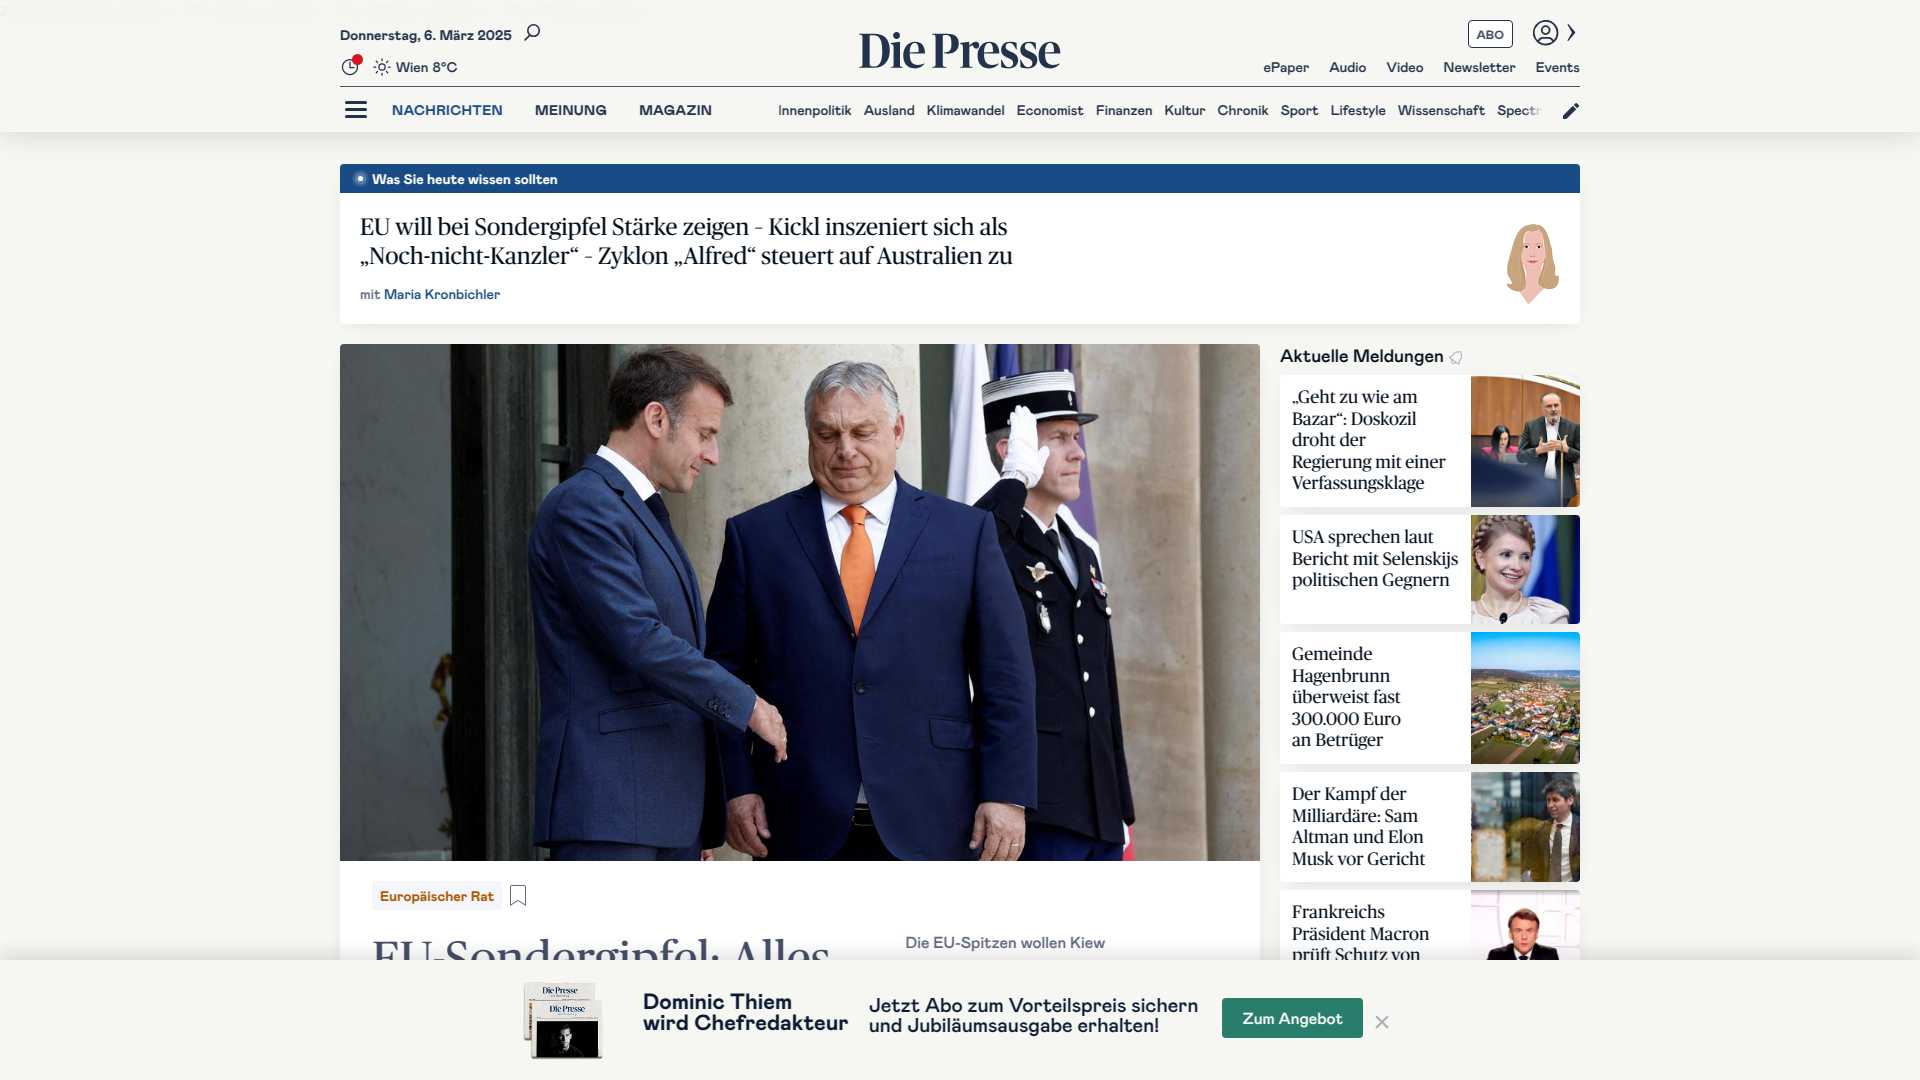 Donnerstag, 6. März 2025
Wien 8°C
Die Presse
ABO
ePaper Audio Video Newsletter Events
NACHRICHTEN MEINUNG MAGAZIN
Innenpolitik Ausland Klimawandel Economist Finanzen Kultur Chronik Sport Lifestyle Wissenschaft Spectr
Was Sie heute wissen sollten
EU will bei Sondergipfel Stärke zeigen – Kickl inszeniert sich als
„Noch-nicht-Kanzler“ – Zyklon „Alfred“ steuert auf Australien zu
mit Maria Kronbichler
Europäischer Rat
EU-Sondergipfel: Alles
Die EU-Spitzen wollen Kiew
Aktuelle Meldungen
„Geht zu wie am
Bazar“: Doskozil
droht der
Regierung mit einer
Verfassungsklage
USA sprechen laut
Bericht mit Selenskijs
politischen Gegnern
Gemeinde
Hagenbrunn
überweist fast
300.000 Euro
an Betrüger
Der Kampf der
Milliardäre: Sam
Altman und Elon
Musk vor Gericht
Frankreichs
Präsident Macron
prüft Schutz von
Die Presse
Die Presse
Dominic Thiem
wird Chefredakteur
Jetzt Abo zum Vorteilspreis sichern
und Jubiläumsausgabe erhalten!
Zum Angebot